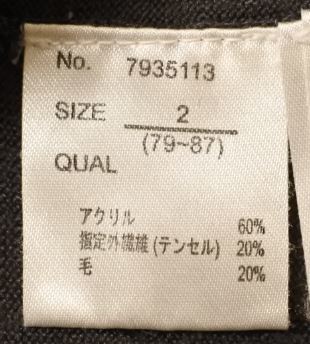 No. 7935113
SIZE 2
(79~87)
QUAL
アクリル 60%
指定外繊維 (テンセル) 20%
毛 20%